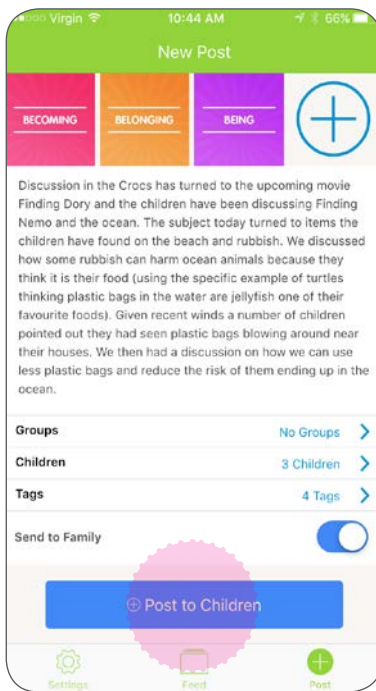 Virgin 10:44 AM 66%
New Post
BECOMING BELONGING BEING
Discussion in the Crocs has turned to the upcoming movie
Finding Dory and the children have been discussing Finding
Nemo and the ocean. The subject today turned to items the
children have found on the beach and rubbish. We discussed
how some rubbish can harm ocean animals because they
think it is their food (using the specific example of turtles
thinking plastic bags in the water are jellyfish one of their
favourite foods). Given recent winds a number of children
pointed out they had seen plastic bags blowing around near
their houses. We then had a discussion on how we can use
less plastic bags and reduce the risk of them ending up in the
ocean.
Groups No Groups
Children 3 Children
Tags 4 Tags
Send to Family
Post to Children
Settings Feed Post